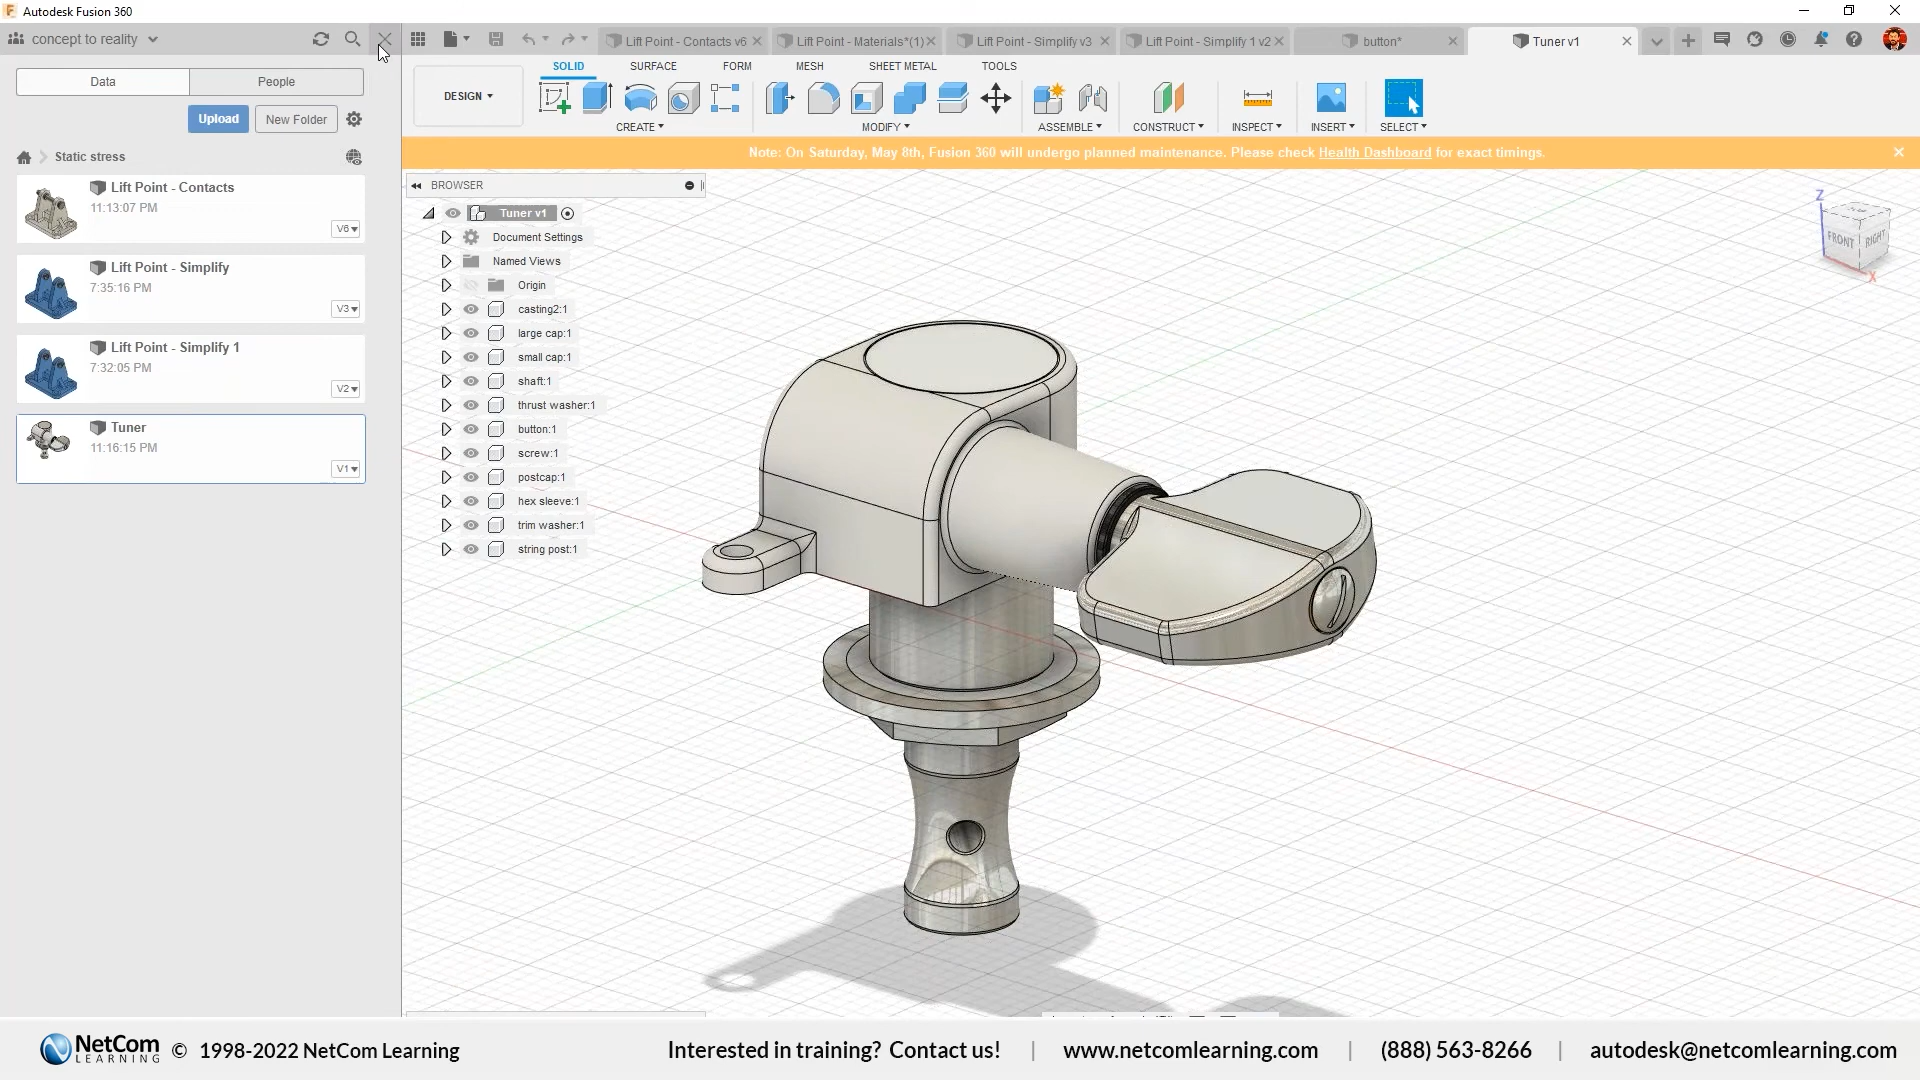 Autodesk Fusion 360
concept to reality
Lift Point - Contacts v6
Lift Point - Materials*(1)
Lift Point - Simplify v3
Lift Point - Simplify 1 v2
button*
Tuner v1
Data
People
Upload
New Folder
Static stress
Lift Point - Contacts
11:13:07 PM
V6
Lift Point - Simplify
7:35:16 PM
V3
Lift Point - Simplify 1
7:32:05 PM
V2
Tuner
11:16:15 PM
V1
DESIGN
SOLID
SURFACE
FORM
MESH
SHEET METAL
TOOLS
CREATE
MODIFY
ASSEMBLE
CONSTRUCT
INSPECT
INSERT
SELECT
Note: On Saturday, May 8th, Fusion 360 will undergo planned maintenance. Please check Health Dashboard for exact timings.
BROWSER
Tuner v1
Document Settings
Named Views
Origin
casting2:1
large cap:1
small cap:1
shaft:1
thrust washer:1
button:1
screw:1
postcap:1
hex sleeve:1
trim washer:1
string post:1
Z
FRONT
RIGHT
X
NetCom
LEARNING
© 1998-2022 NetCom Learning
Interested in training? Contact us! | www.netcomlearning.com | (888) 563-8266 | autodesk@netcomlearning.com